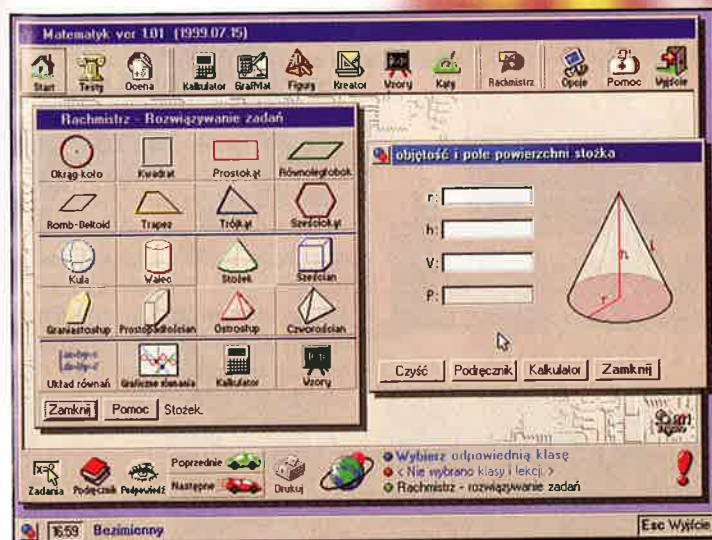 Matematyk ver 1.01 (1999.07.15)
Start Testy Ocena Kalkulator GrafMat Figury Kreator Wzory Kąty Rachmistrz Opcje Pomoc Wyjście
Rachmistrz - Rozwiązywanie zadań
Okrąg-koło Kwadrat Prostokąt Równoległobok
Romb-Deltoid Trapez Trójkąt Sześciokąt
Kula Walec Stożek Sześcian
Graniastosłup Prostopadłościan Ostrosłup Czworościan
Układ równań Graficzne równania Kalkulator Wzory
Zamknij Pomoc Stożek.
objętość i pole powierzchni stożka
r:
h:
V:
P:
h l
r
Czyść Podręcznik Kalkulator Zamknij
Zadania Podręcznik Podpowiedź
Poprzednie
Następne
Drukuj
Wybierz odpowiednią klasę
< Nie wybrano klasy i lekcji >
Rachmistrz - rozwiązywanie zadań
16:59 Bezimienny Esc Wyjście